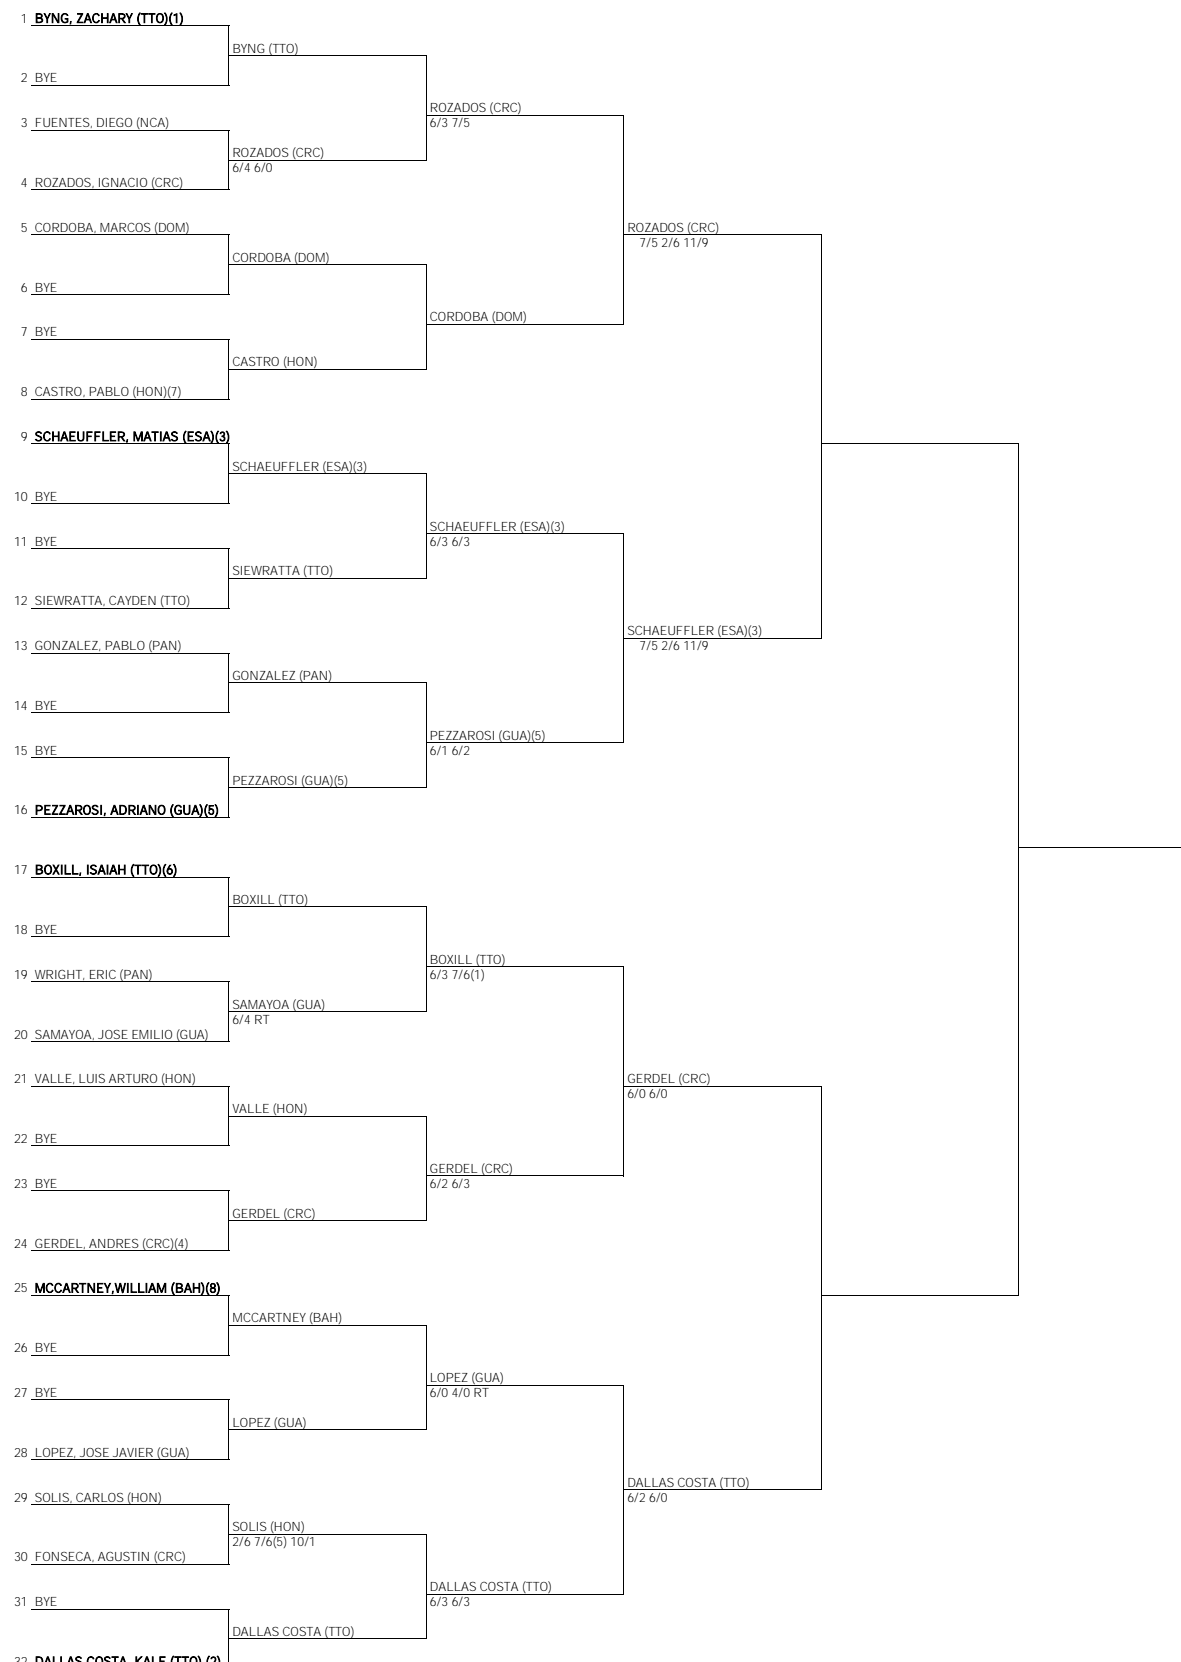 1 BYNG, ZACHARY (TTO)(1)
BYNG (TTO)
2 BYE
ROZADOS (CRC)
6/3 7/5
3 FUENTES, DIEGO (NCA)
ROZADOS (CRC)
6/4 6/0
4 ROZADOS, IGNACIO (CRC)
5 CORDOBA, MARCOS (DOM)
ROZADOS (CRC)
7/5 2/6 11/9
CORDOBA (DOM)
6 BYE
CORDOBA (DOM)
7 BYE
CASTRO (HON)
8 CASTRO, PABLO (HON)(7)
9 SCHAEUFFLER, MATIAS (ESA)(3)
SCHAEUFFLER (ESA)(3)
10 BYE
SCHAEUFFLER (ESA)(3)
6/3 6/3
11 BYE
SIEWRATTA (TTO)
12 SIEWRATTA, CAYDEN (TTO)
SCHAEUFFLER (ESA)(3)
7/5 2/6 11/9
13 GONZALEZ, PABLO (PAN)
GONZALEZ (PAN)
14 BYE
PEZZAROSI (GUA)(5)
6/1 6/2
15 BYE
PEZZAROSI (GUA)(5)
16 PEZZAROSI, ADRIANO (GUA)(5)
17 BOXILL, ISAIAH (TTO)(6)
BOXILL (TTO)
18 BYE
BOXILL (TTO)
6/3 7/6(1)
19 WRIGHT, ERIC (PAN)
SAMAYOA (GUA)
6/4 RT
20 SAMAYOA, JOSE EMILIO (GUA)
21 VALLE, LUIS ARTURO (HON)
GERDEL (CRC)
6/0 6/0
VALLE (HON)
22 BYE
GERDEL (CRC)
6/2 6/3
23 BYE
GERDEL (CRC)
24 GERDEL, ANDRES (CRC)(4)
25 MCCARTNEY,WILLIAM (BAH)(8)
MCCARTNEY (BAH)
26 BYE
LOPEZ (GUA)
6/0 4/0 RT
27 BYE
LOPEZ (GUA)
28 LOPEZ, JOSE JAVIER (GUA)
DALLAS COSTA (TTO)
6/2 6/0
29 SOLIS, CARLOS (HON)
SOLIS (HON)
2/6 7/6(5) 10/1
30 FONSECA, AGUSTIN (CRC)
DALLAS COSTA (TTO)
6/3 6/3
31 BYE
DALLAS COSTA (TTO)
32 DALLAS COSTA, KALE (TTO) (2)